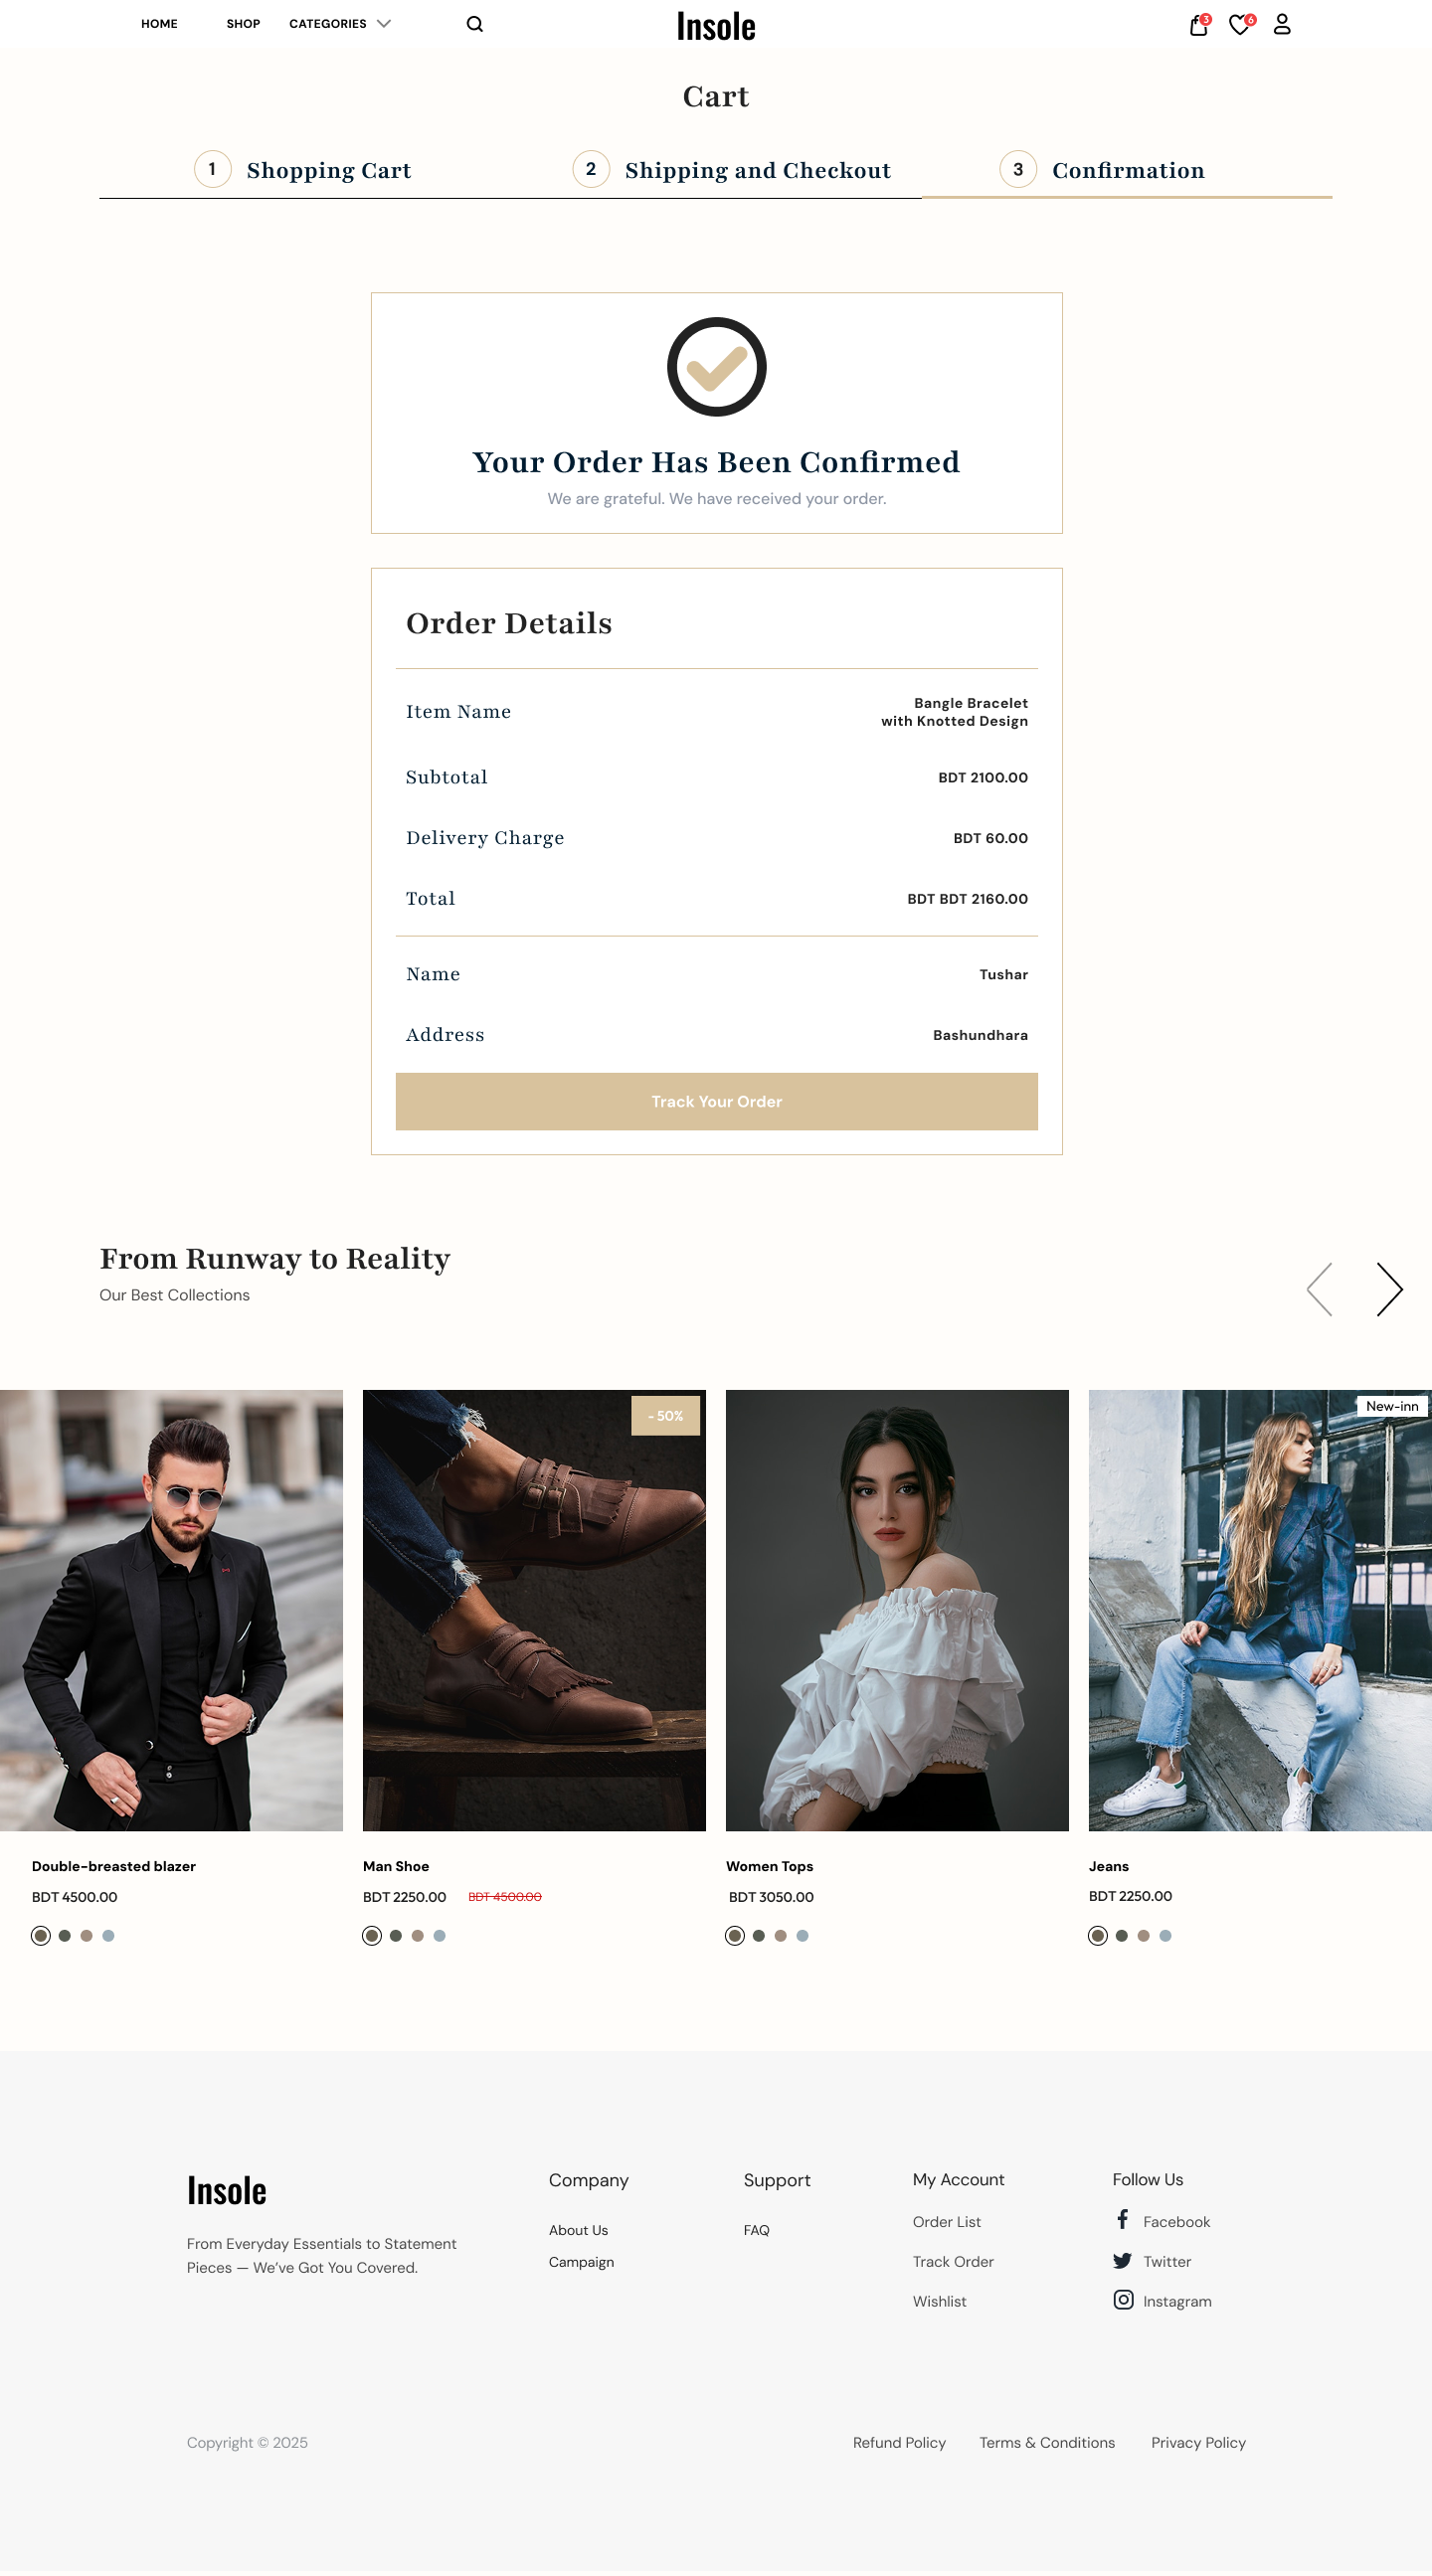 HOME SHOP CATEGORIES Insole 3 6
Cart
1 Shopping Cart 2 Shipping and Checkout 3 Confirmation
Your Order Has Been Confirmed
We are grateful. We have received your order.
Order Details
Item Name Bangle Bracelet
with Knotted Design
Subtotal BDT 2100.00
Delivery Charge BDT 60.00
Total BDT BDT 2160.00
Name Tushar
Address Bashundhara
Track Your Order
From Runway to Reality
Our Best Collections
- 50% New-inn
Double-breasted blazer Man Shoe Women Tops Jeans
BDT 4500.00 BDT 2250.00 BDT 4500.00 BDT 3050.00 BDT 2250.00
Insole Company Support My Account Follow Us
About Us FAQ Order List Facebook
From Everyday Essentials to Statement Campaign Track Order Twitter
Pieces — We’ve Got You Covered. Wishlist Instagram
Copyright © 2025 Refund Policy Terms & Conditions Privacy Policy